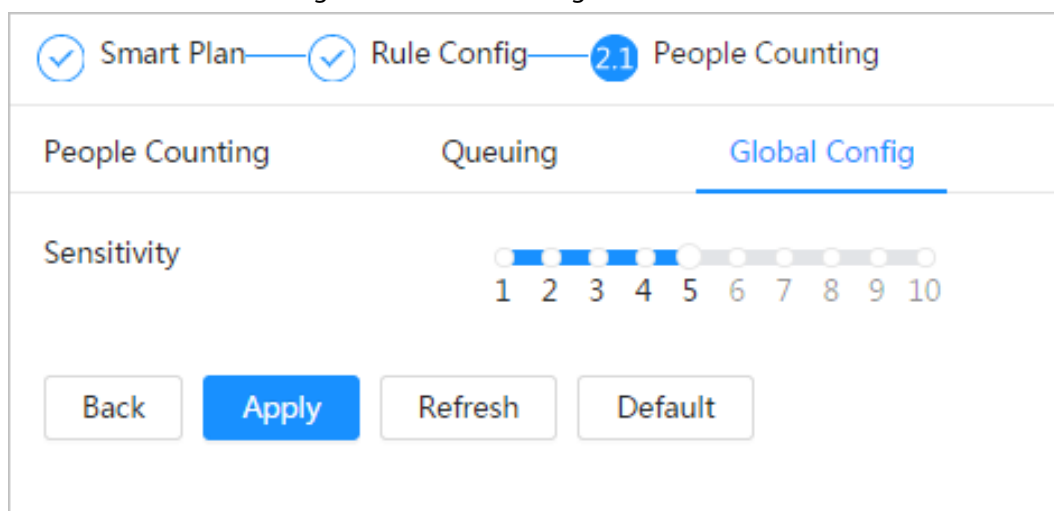 Smart Plan Rule Config 2.1 People Counting
People Counting Queuing Global Config
Sensitivity
1 2 3 4 5 6 7 8 9 10
Back Apply Refresh Default